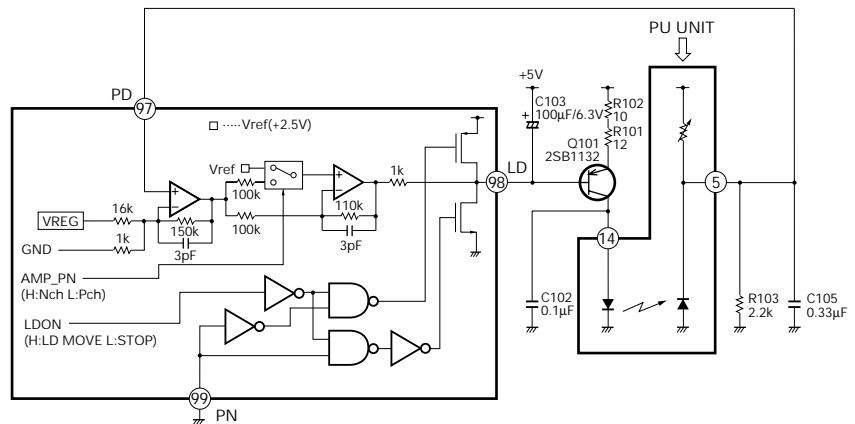 PU UNIT
PD
97
+5V
C103
100µF/6.3V
+
R102
10
R101
12
Q101
2SB1132
Vref(+2.5V)
Vref
100k
1k
98
LD
5
16k
VREG
+
–
150k
3pF
100k
+
–
110k
3pF
1k
GND
AMP_PN
(H:Nch L:Pch)
14
LDON
(H:LD MOVE L:STOP)
C102
0.1µF
R103
2.2k
C105
0.33µF
99
PN